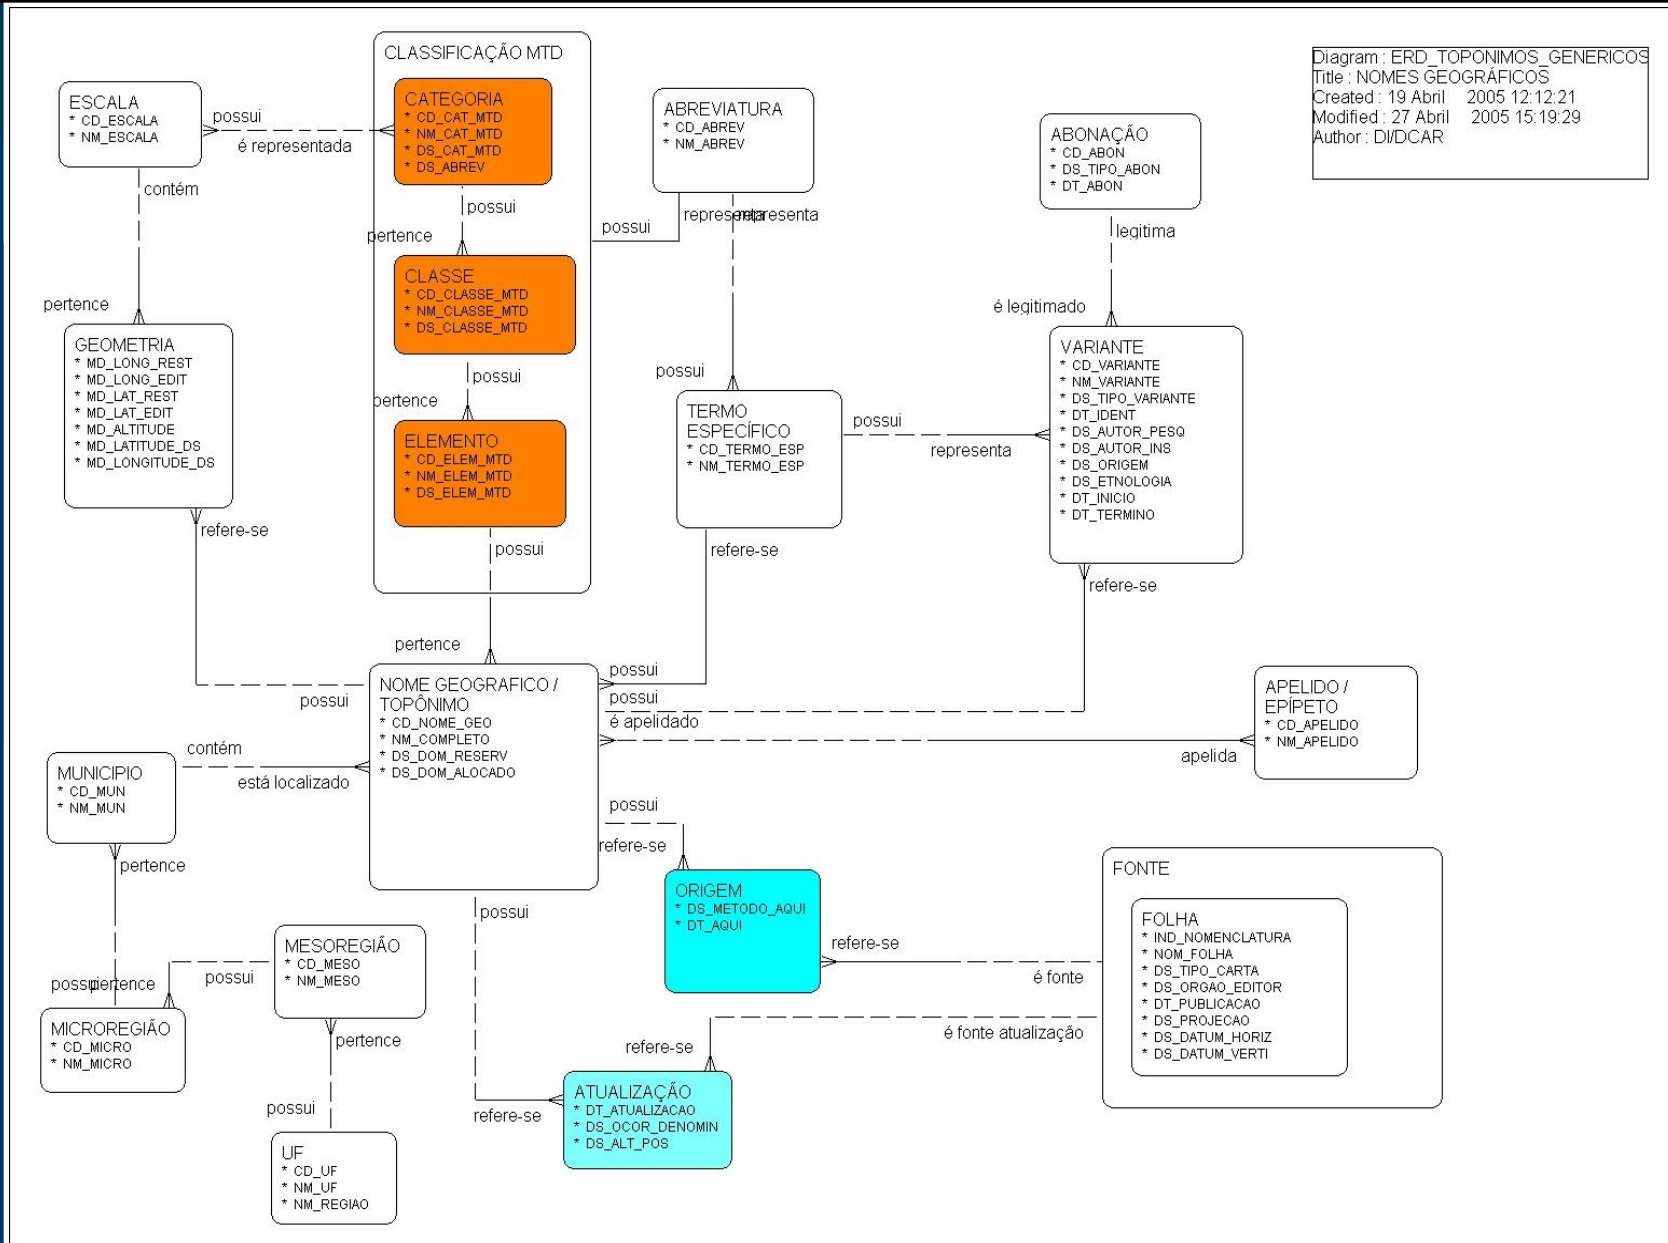 Diagram : ERD_TOPONIMOS_GENERICOS
Title : NOMES GEOGRÁFICOS
Created : 19 Abril 2005 12:12:21
Modified : 27 Abril 2005 15:19:29
Author : DI/DCAR
ESCALA
* CD_ESCALA
* NM_ESCALA
possui
é representada
contém
pertence
CLASSIFICAÇÃO MTD
CATEGORIA
* CD_CAT_MTD
* NM_CAT_MTD
* DS_CAT_MTD
* DS_ABREV
possui
pertence
CLASSE
* CD_CLASSE_MTD
* NM_CLASSE_MTD
* DS_CLASSE_MTD
possui
pertence
ELEMENTO
* CD_ELEM_MTD
* NM_ELEM_MTD
* DS_ELEM_MTD
possui
pertence
ABREVIATURA
* CD_ABREV
* NM_ABREV
possui
representa
representa
possui
ABONAÇÃO
* CD_ABON
* DS_TIPO_ABON
* DT_ABON
legitima
é legitimado
GEOMETRIA
* MD_LONG_REST
* MD_LONG_EDIT
* MD_LAT_REST
* MD_LAT_EDIT
* MD_ALTITUDE
* MD_LATITUDE_DS
* MD_LONGITUDE_DS
refere-se
possui
TERMO
ESPECÍFICO
* CD_TERMO_ESP
* NM_TERMO_ESP
possui
representa
refere-se
VARIANTE
* CD_VARIANTE
* NM_VARIANTE
* DS_TIPO_VARIANTE
* DT_IDENT
* DS_AUTOR_PESQ
* DS_AUTOR_INS
* DS_ORIGEM
* DS_ETNOLOGIA
* DT_INICIO
* DT_TERMINO
refere-se
NOME GEOGRAFICO /
TOPÔNIMO
* CD_NOME_GEO
* NM_COMPLETO
* DS_DOM_RESERV
* DS_DOM_ALOCADO
possui
possui
é apelidado
apelida
APELIDO /
EPÍPETO
* CD_APELIDO
* NM_APELIDO
contém
está localizado
MUNICIPIO
* CD_MUN
* NM_MUN
pertence
possui
pertence
possui
refere-se
possui
ORIGEM
* DS_METODO_AQUI
* DT_AQUI
refere-se
é fonte
FONTE
FOLHA
* IND_NOMENCLATURA
* NOM_FOLHA
* DS_TIPO_CARTA
* DS_ORGAO_EDITOR
* DT_PUBLICACAO
* DS_PROJECAO
* DS_DATUM_HORIZ
* DS_DATUM_VERTI
MESOREGIÃO
* CD_MESO
* NM_MESO
possui
pertence
MICROREGIÃO
* CD_MICRO
* NM_MICRO
é fonte atualização
refere-se
ATUALIZAÇÃO
* DT_ATUALIZACAO
* DS_OCOR_DENOMIN
* DS_ALT_POS
refere-se
possui
UF
* CD_UF
* NM_UF
* NM_REGIAO